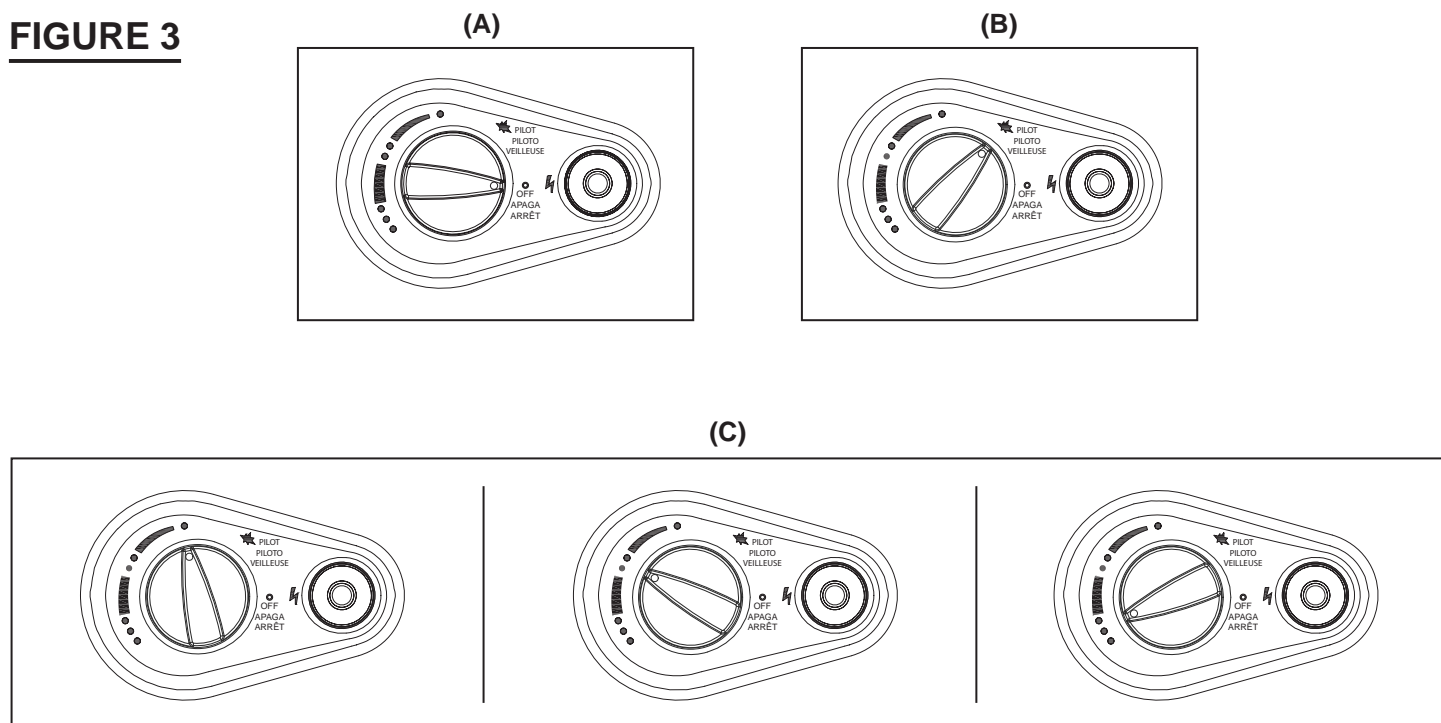 FIGURE 3
(A)
(B)
PILOT
PILOTO
VEILLEUSE
OFF
APAGA
ARRÊT
PILOT
PILOTO
VEILLEUSE
OFF
APAGA
ARRÊT
(C)
PILOT
PILOTO
VEILLEUSE
OFF
APAGA
ARRÊT
PILOT
PILOTO
VEILLEUSE
OFF
APAGA
ARRÊT
PILOT
PILOTO
VEILLEUSE
OFF
APAGA
ARRÊT